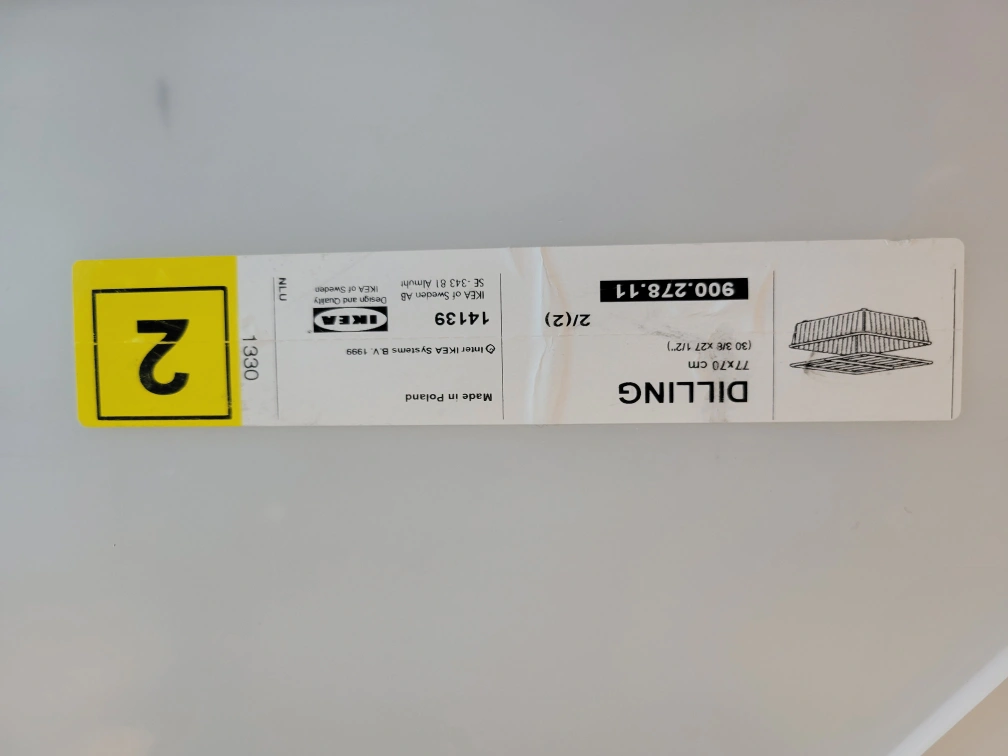 DILLING
77x70 cm
(30 3/8 x27 1/2")
2/(2)
900.278.11
Made in Poland
© Inter IKEA Systems B.V. 1999
14139
IKEA of Sweden AB
SE-343 81 Älmhult
IKEA
Design and Quality
IKEA of Sweden
NLU
1330
2